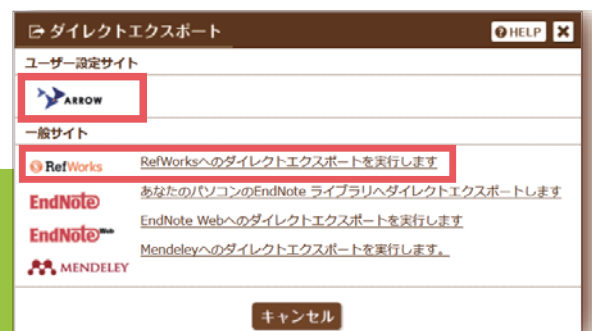 ダイレクトエクスポート
HELP
ユーザー設定サイト
ARROW
一般サイト
RefWorks RefWorksへのダイレクトエクスポートを実行します
EndNote あなたのパソコンのEndNote ライブラリへダイレクトエクスポートします
EndNote Web EndNote Webへのダイレクトエクスポートを実行します
MENDELEY Mendeleyへのダイレクトエクスポートを実行します。
キャンセル